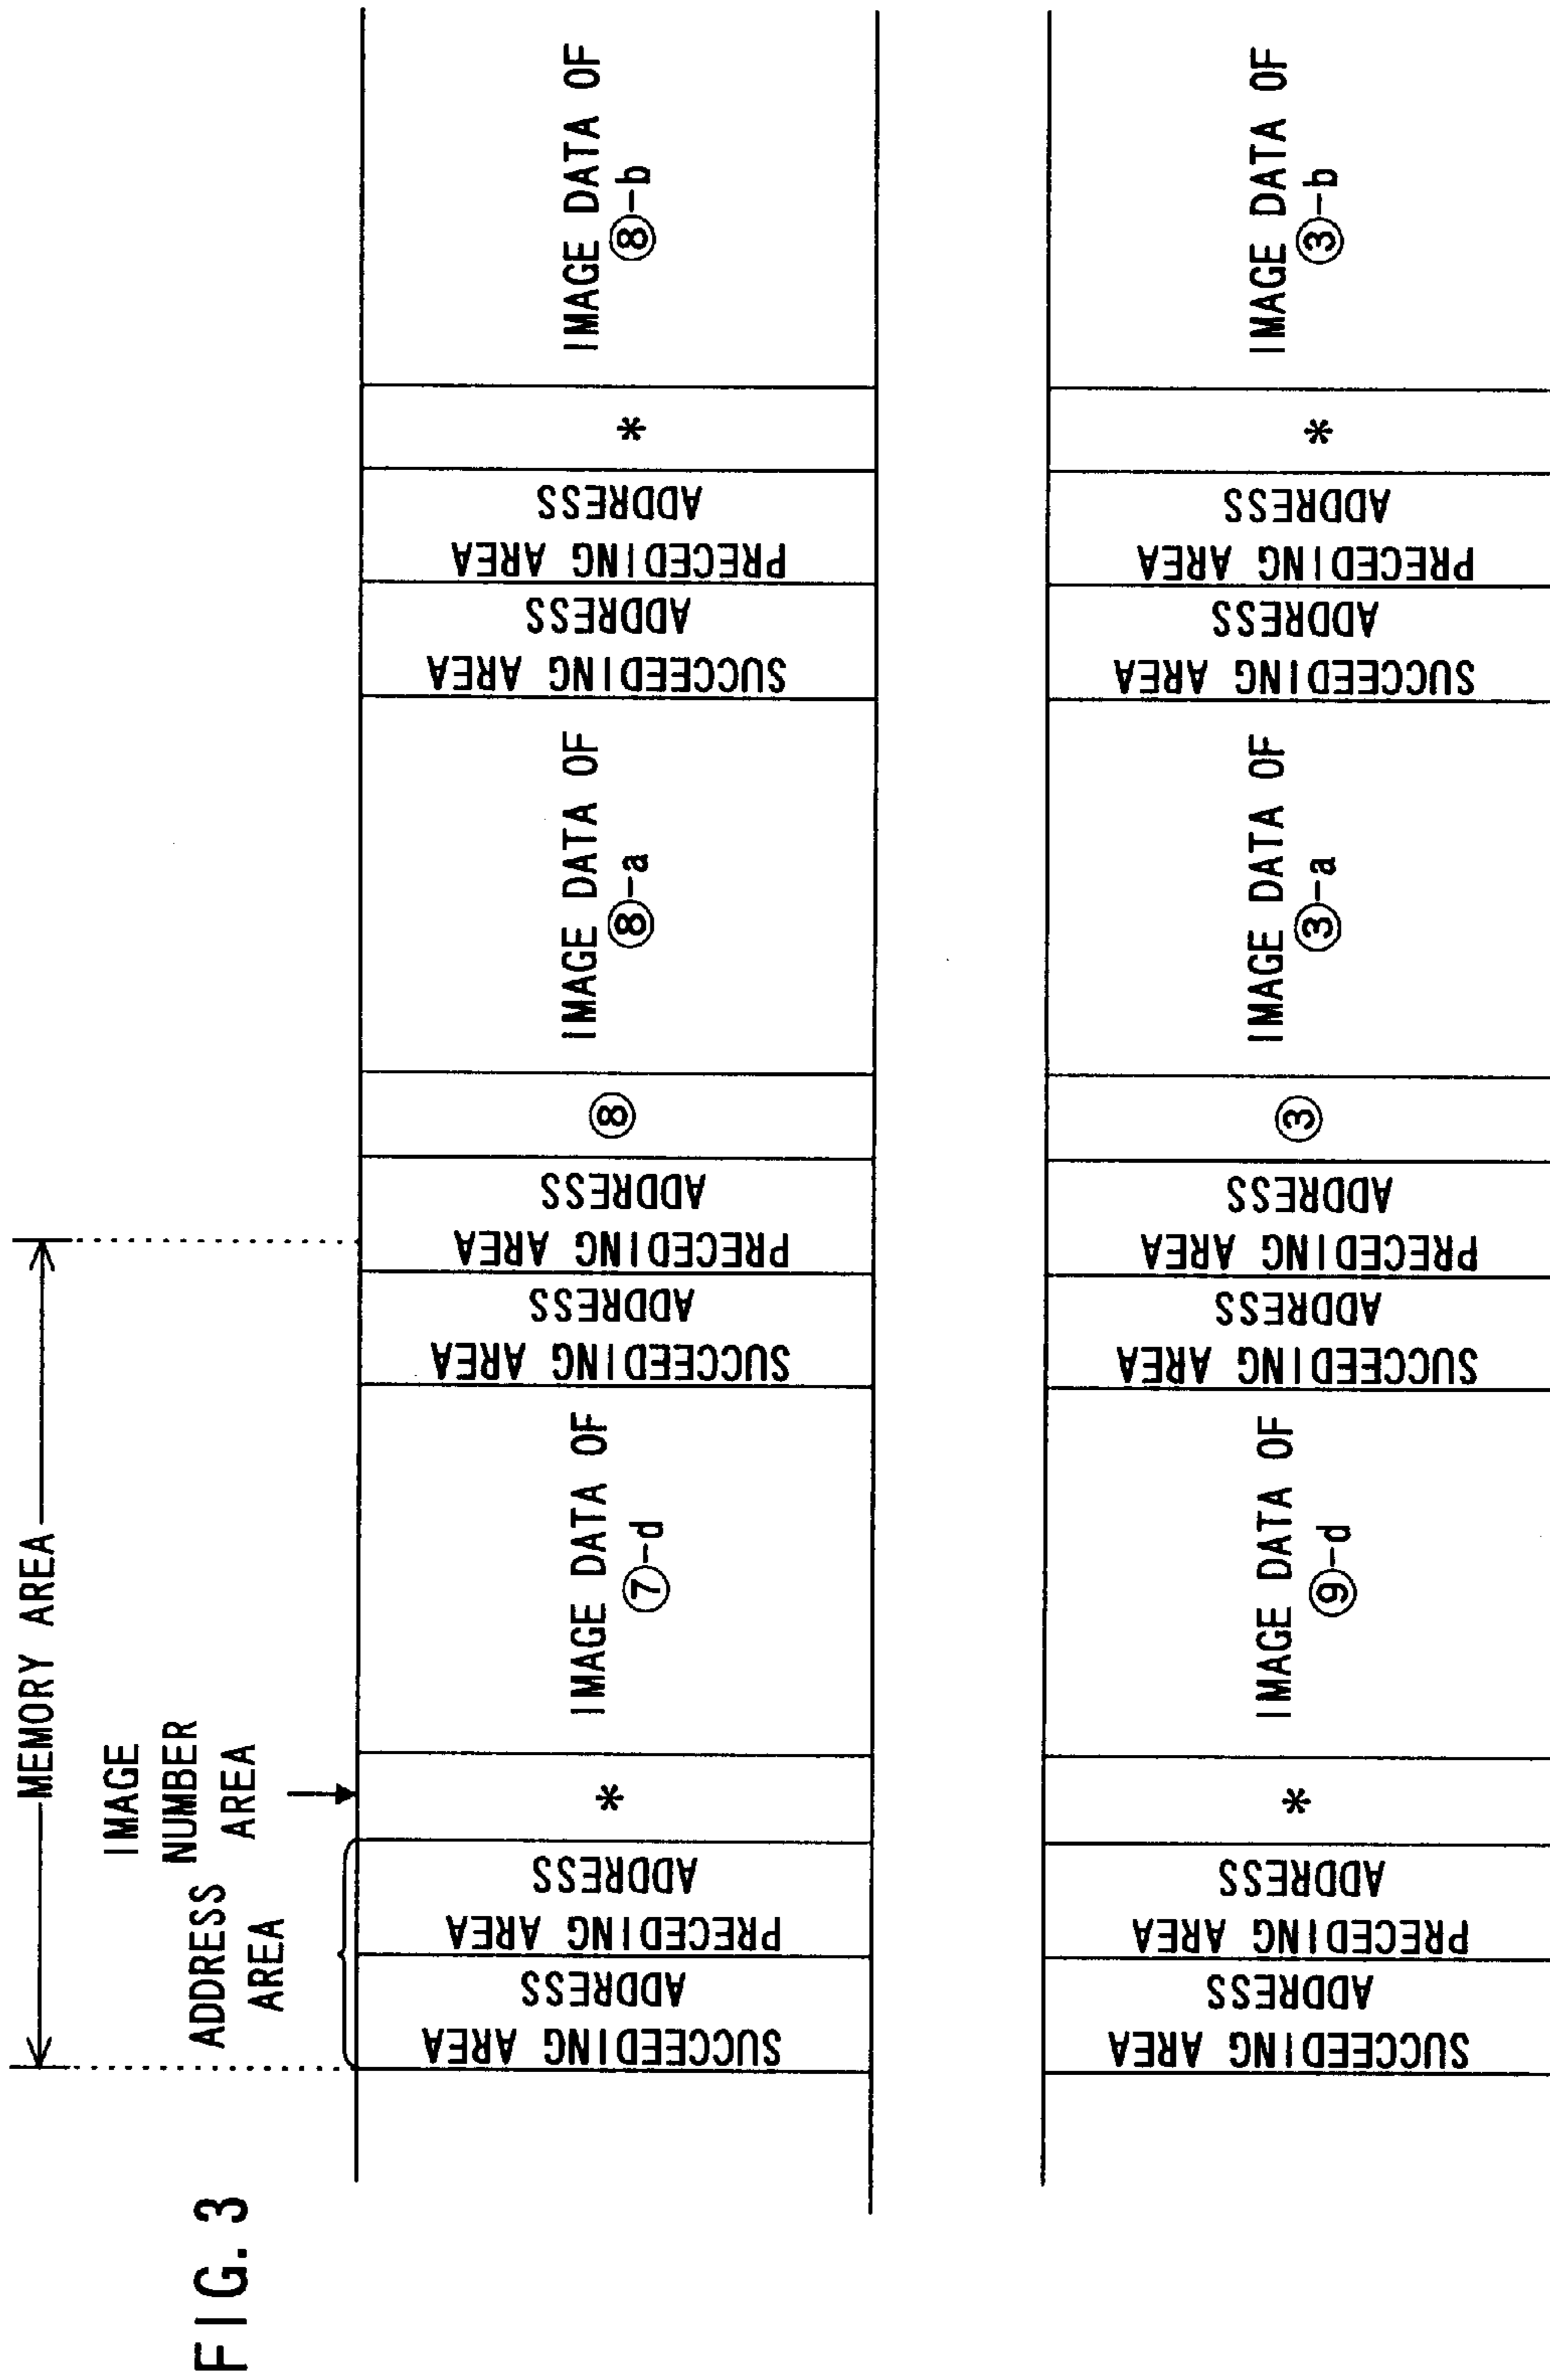 FIG. 3
MEMORY AREA
ADDRESS
AREA
IMAGE
NUMBER
AREA
SUCCEEDING AREA
ADDRESS
PRECEDING AREA
ADDRESS
*
IMAGE DATA OF
⑦-d
SUCCEEDING AREA
ADDRESS
PRECEDING AREA
ADDRESS
⑧
IMAGE DATA OF
⑧-a
SUCCEEDING AREA
ADDRESS
PRECEDING AREA
ADDRESS
*
IMAGE DATA OF
⑧-b
SUCCEEDING AREA
ADDRESS
PRECEDING AREA
ADDRESS
*
IMAGE DATA OF
⑨-d
SUCCEEDING AREA
ADDRESS
PRECEDING AREA
ADDRESS
③
IMAGE DATA OF
③-a
SUCCEEDING AREA
ADDRESS
PRECEDING AREA
ADDRESS
*
IMAGE DATA OF
③-b